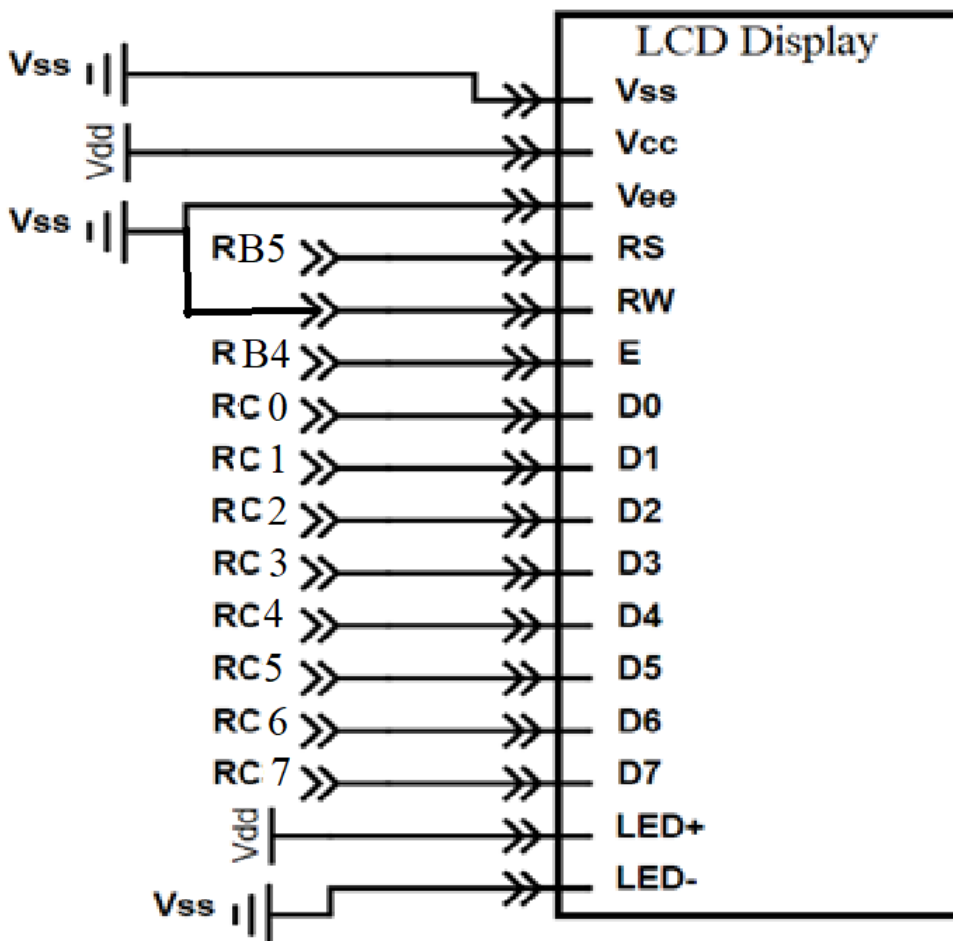 LCD Display
Vss Vss
Vdd Vcc
Vss Vee
RB5 RS
RW
RB4 E
RC0 D0
RC1 D1
RC2 D2
RC3 D3
RC4 D4
RC5 D5
RC6 D6
RC7 D7
Vdd LED+
Vss LED-